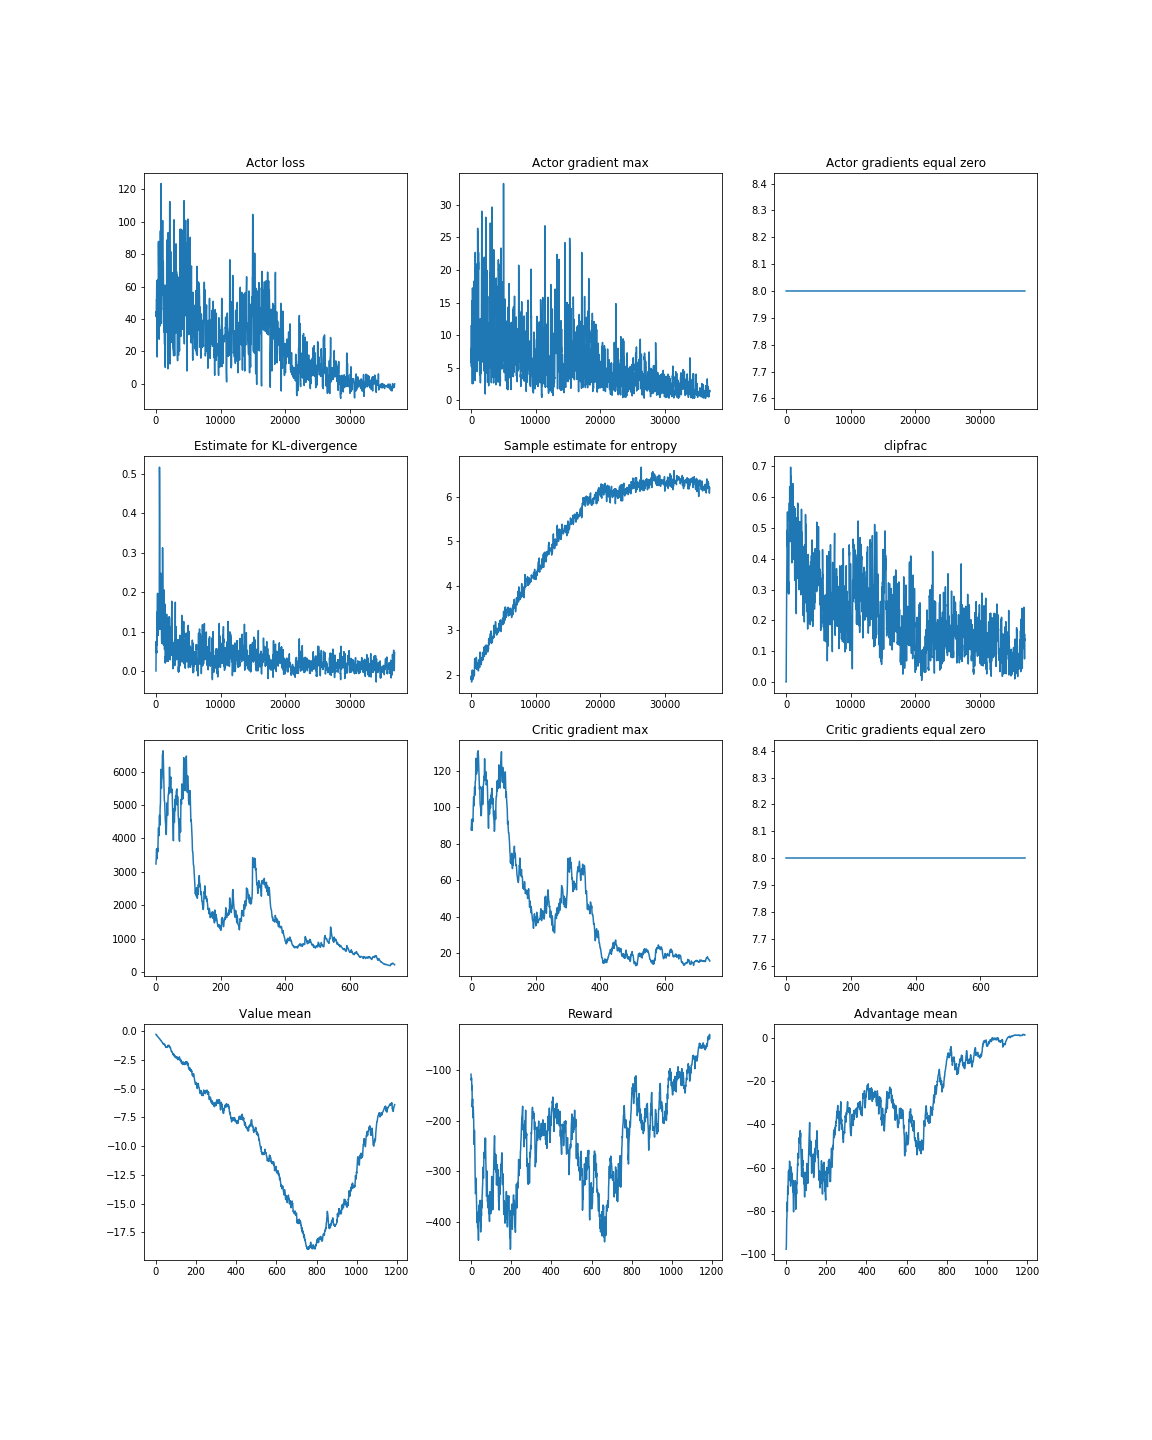 Actor loss Actor gradient max Actor gradients equal zero
120 100 80 60 40 20 0
0 10000 20000 30000
30 25 20 15 10 5 0
0 10000 20000 30000
8.4 8.3 8.2 8.1 8.0 7.9 7.8 7.7 7.6
0 10000 20000 30000
Estimate for KL-divergence Sample estimate for entropy clipfrac
0.5 0.4 0.3 0.2 0.1 0.0
0 10000 20000 30000
6 5 4 3 2
0 10000 20000 30000
0.7 0.6 0.5 0.4 0.3 0.2 0.1 0.0
0 10000 20000 30000
Critic loss Critic gradient max Critic gradients equal zero
6000 5000 4000 3000 2000 1000 0
0 200 400 600
120 100 80 60 40 20
0 200 400 600
8.4 8.3 8.2 8.1 8.0 7.9 7.8 7.7 7.6
0 200 400 600
Value mean Reward Advantage mean
0.0 −2.5 −5.0 −7.5 −10.0 −12.5 −15.0 −17.5
0 200 400 600 800 1000 1200
−100 −200 −300 −400
0 200 400 600 800 1000 1200
0 −20 −40 −60 −80 −100
0 200 400 600 800 1000 1200